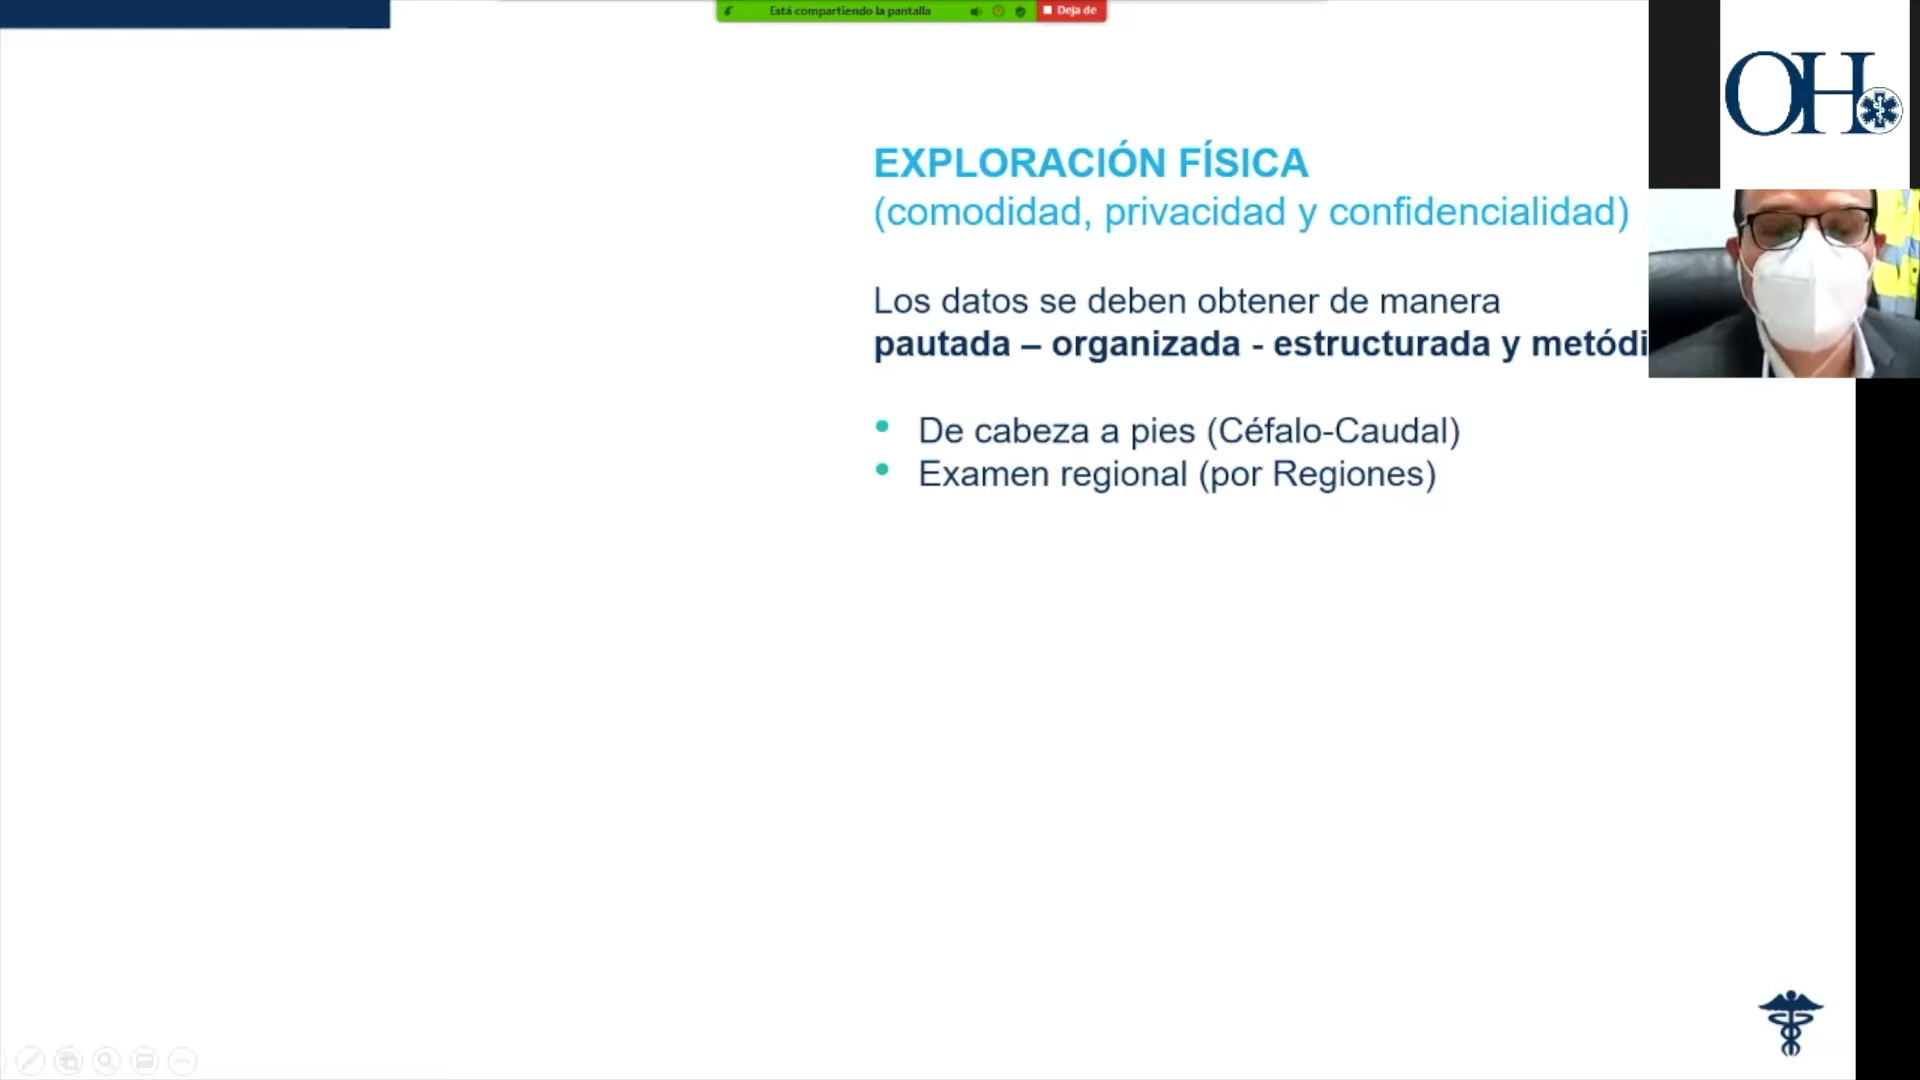 Está compartiendo la pantalla
Deja de
OH
EXPLORACIÓN FÍSICA
(comodidad, privacidad y confidencialidad)
Los datos se deben obtener de manera
pautada – organizada - estructurada y metódi
• De cabeza a pies (Céfalo-Caudal)
• Examen regional (por Regiones)